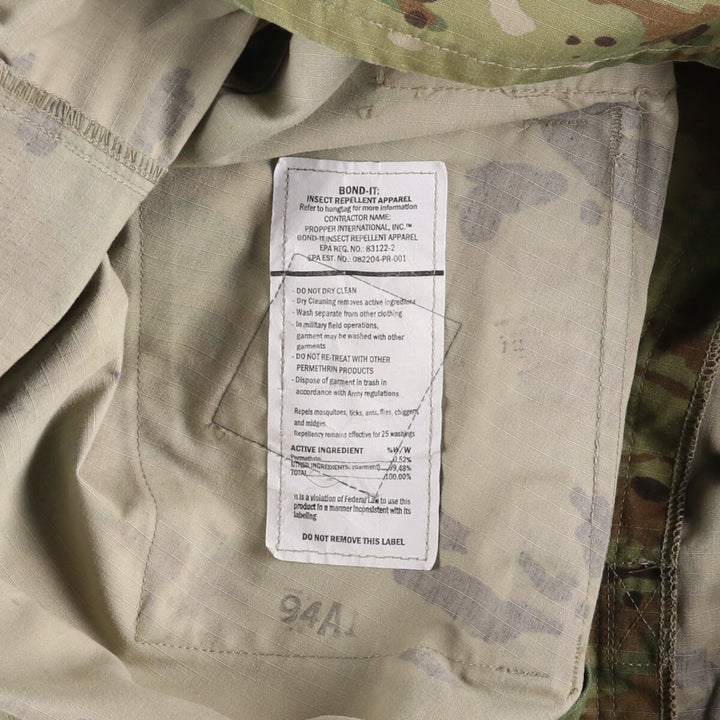 BOND-IT:
INSECT REPELLENT APPAREL
Refer to hangtag for more information
CONTRACTOR NAME:
PROPPER INTERNATIONAL, INC.™
BOND-IT INSECT REPELLENT APPAREL
EPA REG. NO.: 83122-2
EPA EST. NO.: 082204-PR-001
- DO NOT DRY CLEAN
- Dry Cleaning removes active ingredient
- Wash separate from other clothing
- In military field operations,
garment may be washed with other
garments
- DO NOT RE-TREAT WITH OTHER
PERMETHRIN PRODUCTS
- Dispose of garment in trash in
accordance with Army regulations
Repels mosquitoes, ticks, ants, flies, chiggers
and midges.
Repellency remains effective for 25 washings
ACTIVE INGREDIENT %W/W
Permethrin 0.52%
OTHER INGREDIENTS: (Garment) 99.48%
TOTAL 100.00%
It is a violation of Federal Law to use this
product in a manner inconsistent with its
labeling
DO NOT REMOVE THIS LABEL
94A